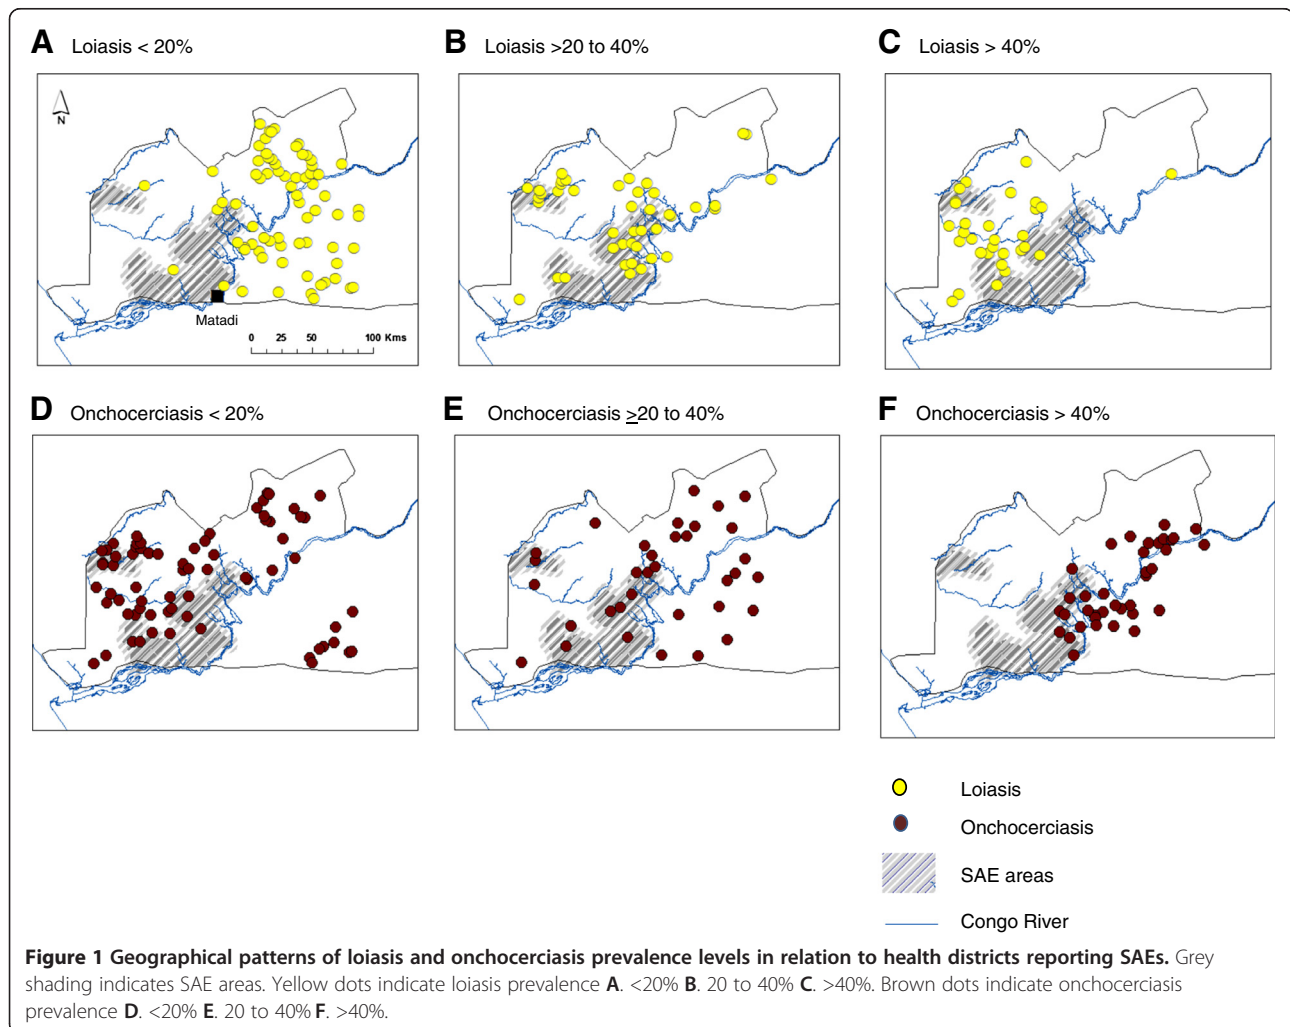 A Loiasis < 20%
B Loiasis >20 to 40%
C Loiasis > 40%
N
Matadi
0 25 50 100 Kms
D Onchocerciasis < 20%
E Onchocerciasis ≥20 to 40%
F Onchocerciasis > 40%
Loiasis
Onchocerciasis
SAE areas
Congo River
Figure 1 Geographical patterns of loiasis and onchocerciasis prevalence levels in relation to health districts reporting SAEs. Grey
shading indicates SAE areas. Yellow dots indicate loiasis prevalence A. <20% B. 20 to 40% C. >40%. Brown dots indicate onchocerciasis
prevalence D. <20% E. 20 to 40% F. >40%.